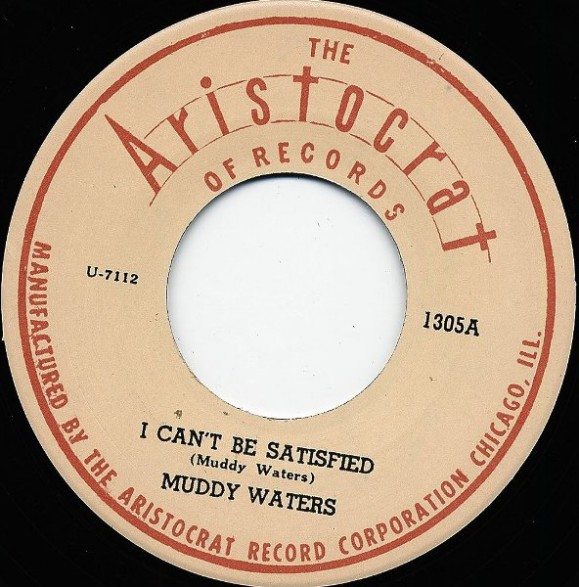 THE
Aristocrat
OF RECORDS
U-7112
1305A
I CAN'T BE SATISFIED
(Muddy Waters)
MUDDY WATERS
MANUFACTURED BY THE ARISTOCRAT RECORD CORPORATION CHICAGO, ILL.